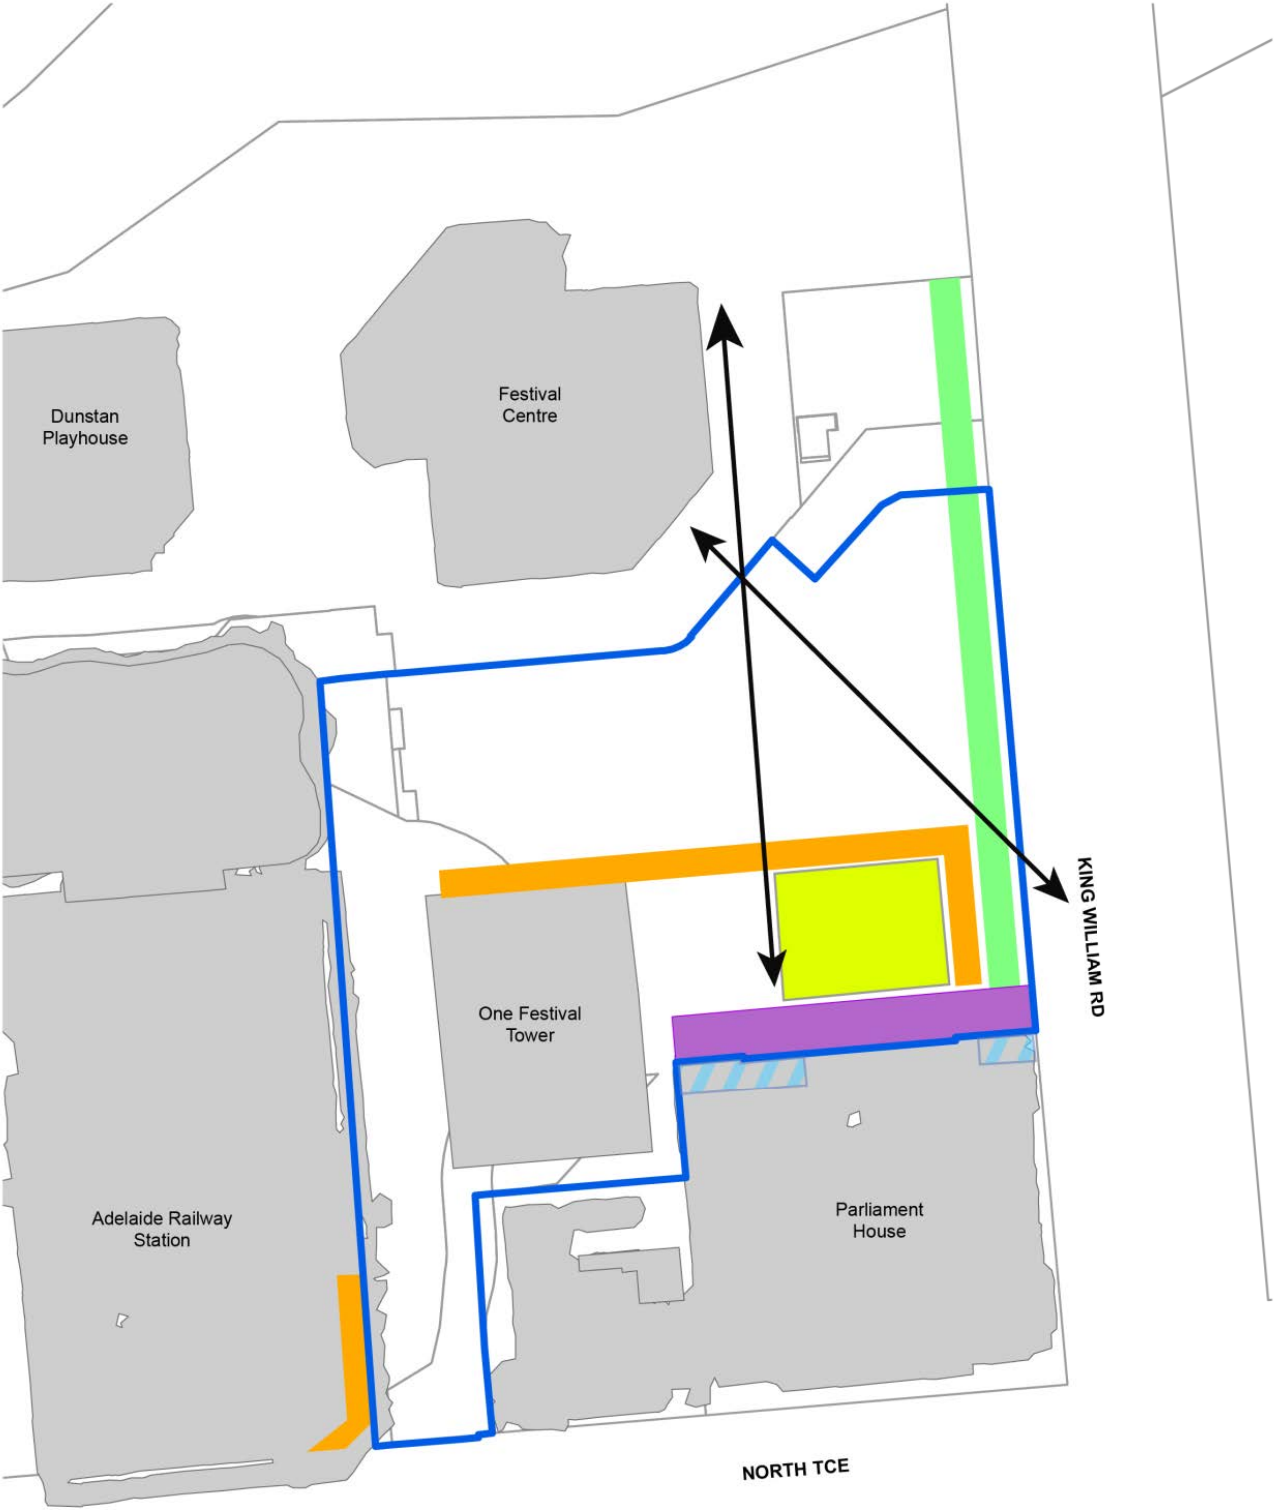 Dunstan
Playhouse
Festival
Centre
KING WILLIAM RD
One Festival
Tower
Adelaide Railway
Station
Parliament
House
NORTH TCE